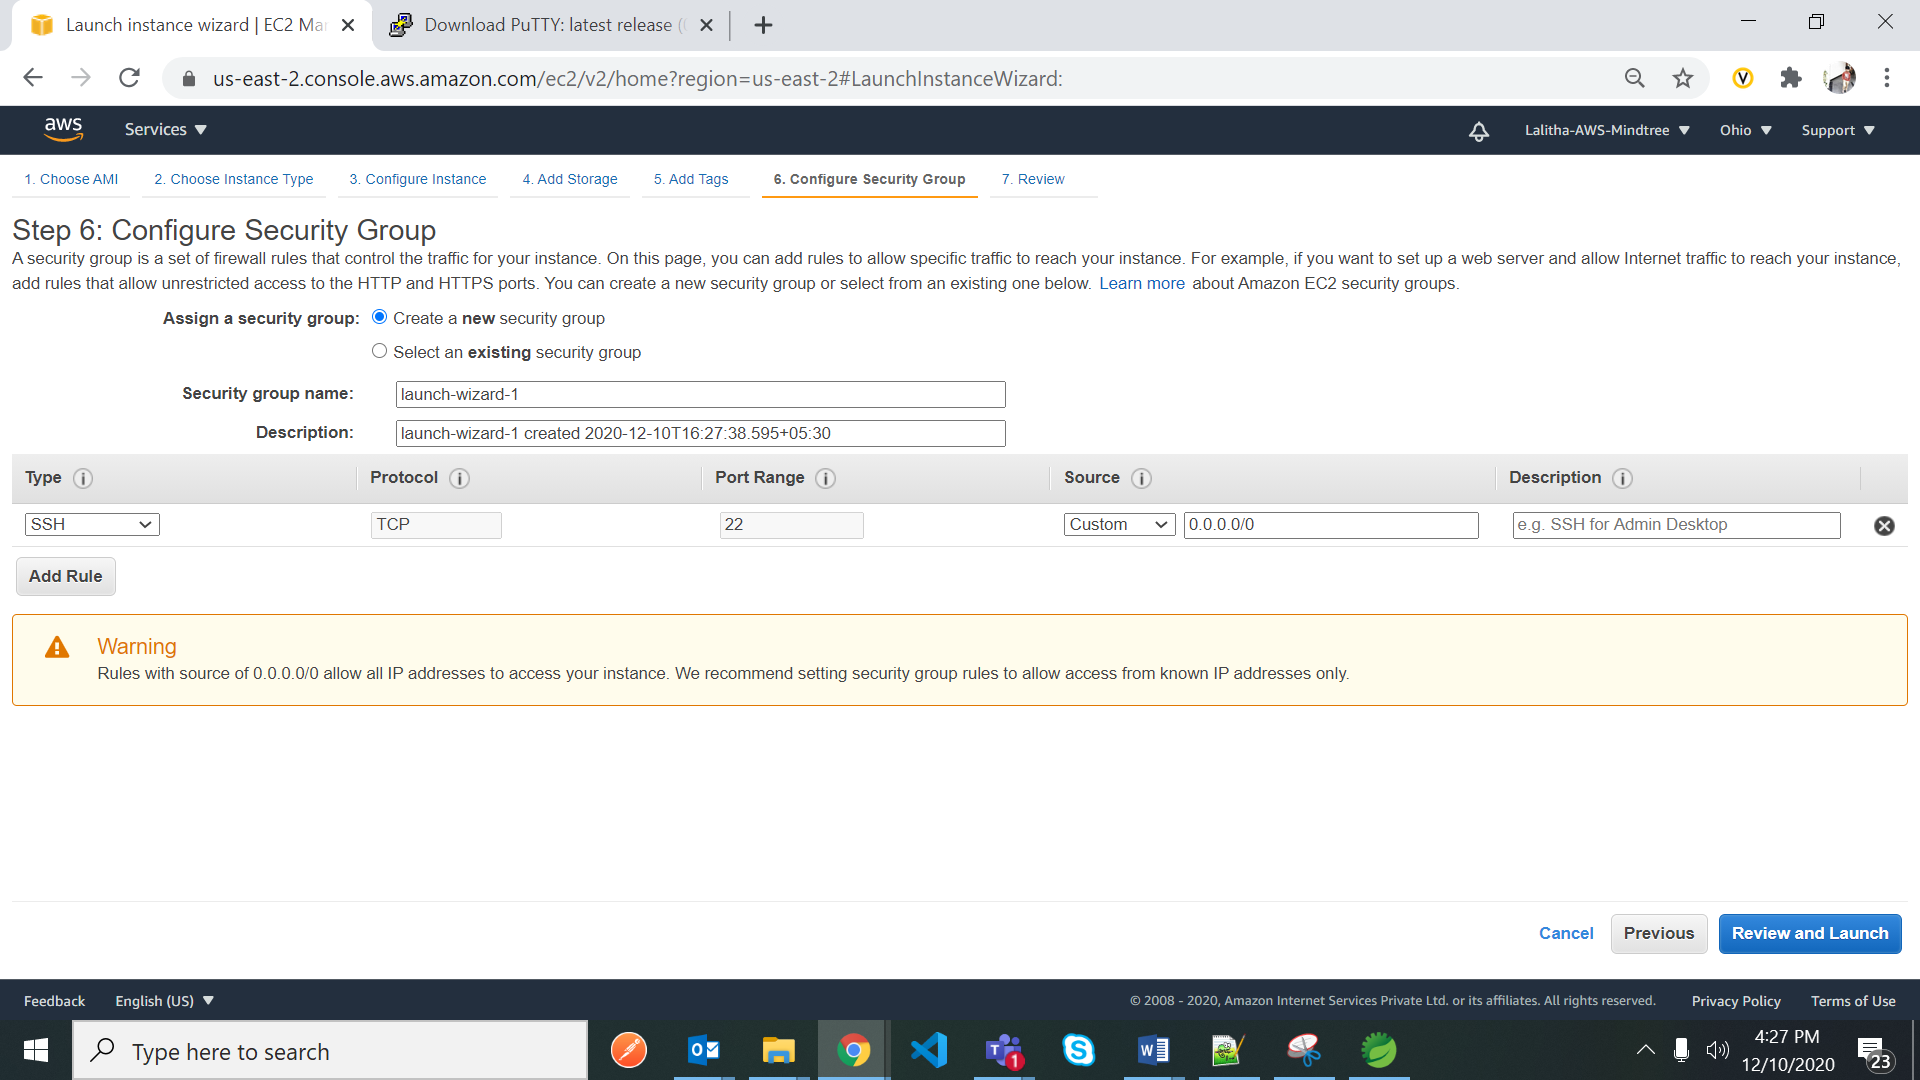 Launch instance wizard | EC2 Mar
Download PuTTY: latest release (
us-east-2.console.aws.amazon.com/ec2/v2/home?region=us-east-2#LaunchInstanceWizard:
aws
Services
Lalitha-AWS-Mindtree
Ohio
Support
1. Choose AMI
2. Choose Instance Type
3. Configure Instance
4. Add Storage
5. Add Tags
6. Configure Security Group
7. Review
Step 6: Configure Security Group
A security group is a set of firewall rules that control the traffic for your instance. On this page, you can add rules to allow specific traffic to reach your instance. For example, if you want to set up a web server and allow Internet traffic to reach your instance,
add rules that allow unrestricted access to the HTTP and HTTPS ports. You can create a new security group or select from an existing one below. Learn more about Amazon EC2 security groups.
Assign a security group:
Create a new security group
Select an existing security group
Security group name:
launch-wizard-1
Description:
launch-wizard-1 created 2020-12-10T16:27:38.595+05:30
Type
Protocol
Port Range
Source
Description
SSH
TCP
22
Custom
0.0.0.0/0
e.g. SSH for Admin Desktop
Add Rule
Warning
Rules with source of 0.0.0.0/0 allow all IP addresses to access your instance. We recommend setting security group rules to allow access from known IP addresses only.
Cancel
Previous
Review and Launch
Feedback
English (US)
© 2008 - 2020, Amazon Internet Services Private Ltd. or its affiliates. All rights reserved.
Privacy Policy
Terms of Use
Type here to search
1
4:27 PM
12/10/2020
23